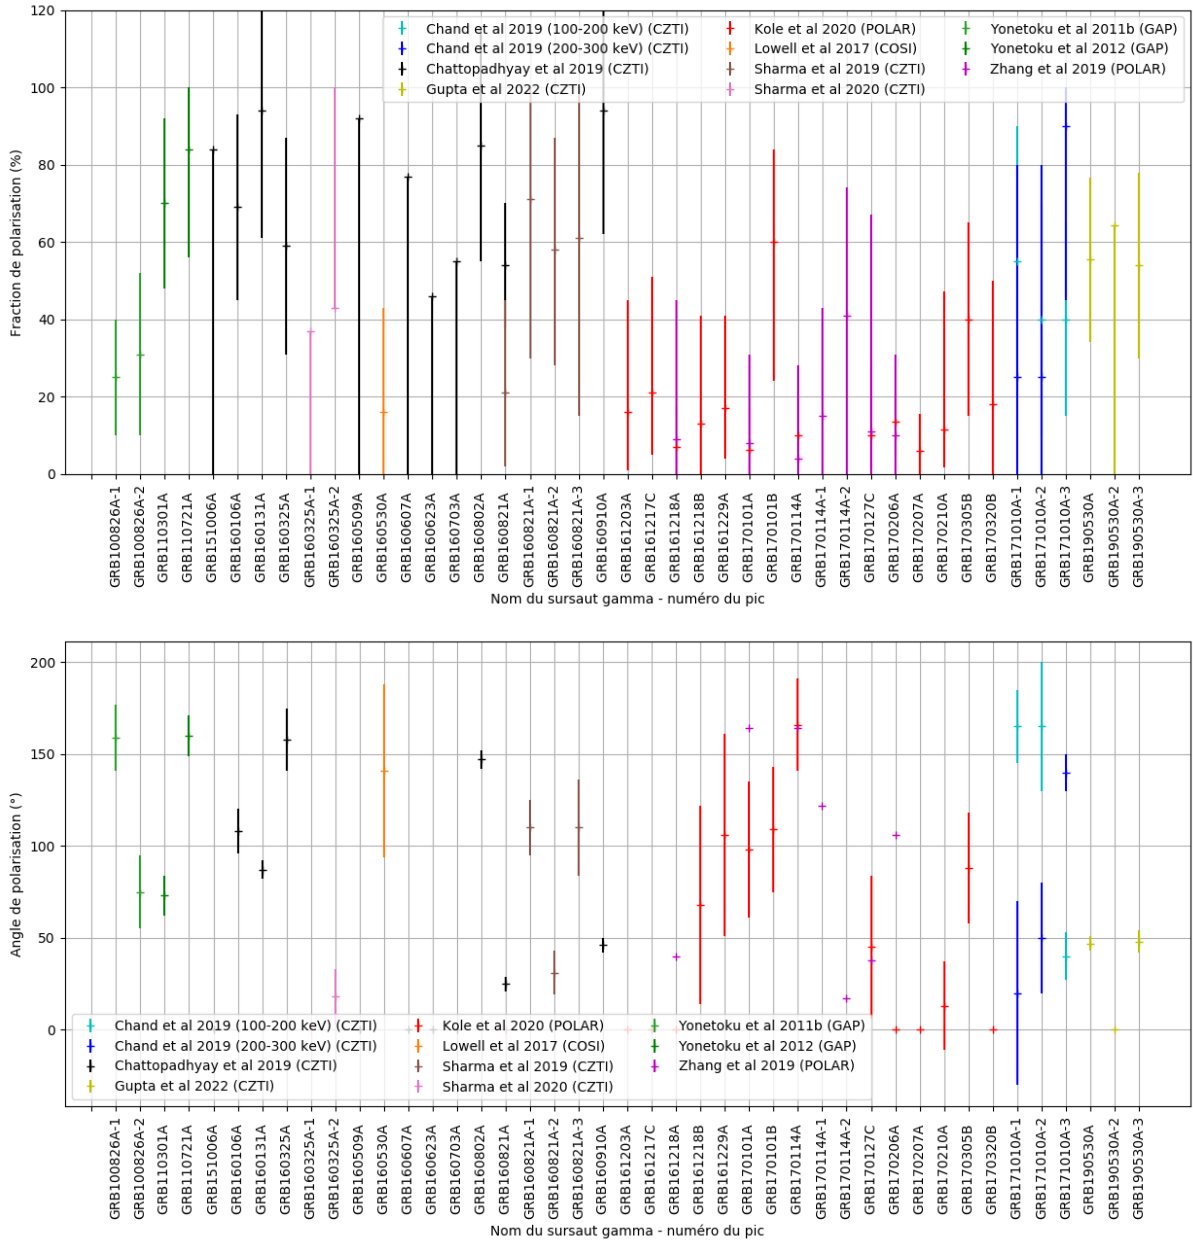 120
100
80
60
40
20
0
Fraction de polarisation (%)
Chand et al 2019 (100-200 keV) (CZTI)
Chand et al 2019 (200-300 keV) (CZTI)
Chattopadhyay et al 2019 (CZTI)
Gupta et al 2022 (CZTI)
Kole et al 2020 (POLAR)
Lowell et al 2017 (COSI)
Sharma et al 2019 (CZTI)
Sharma et al 2020 (CZTI)
Yonetoku et al 2011b (GAP)
Yonetoku et al 2012 (GAP)
Zhang et al 2019 (POLAR)
GRB100826A-1
GRB100826A-2
GRB110301A
GRB110721A
GRB151006A
GRB160106A
GRB160131A
GRB160325A
GRB160325A-1
GRB160325A-2
GRB160509A
GRB160530A
GRB160607A
GRB160623A
GRB160703A
GRB160802A
GRB160821A
GRB160821A-1
GRB160821A-2
GRB160821A-3
GRB160910A
GRB161203A
GRB161217C
GRB161218A
GRB161218B
GRB161229A
GRB170101A
GRB170101B
GRB170114A
GRB170114A-1
GRB170114A-2
GRB170127C
GRB170206A
GRB170207A
GRB170210A
GRB170305B
GRB170320B
GRB171010A-1
GRB171010A-2
GRB171010A-3
GRB190530A
GRB190530A-2
GRB190530A-3
Nom du sursaut gamma - numéro du pic
200
150
100
50
0
Angle de polarisation (°)
Chand et al 2019 (100-200 keV) (CZTI)
Chand et al 2019 (200-300 keV) (CZTI)
Chattopadhyay et al 2019 (CZTI)
Gupta et al 2022 (CZTI)
Kole et al 2020 (POLAR)
Lowell et al 2017 (COSI)
Sharma et al 2019 (CZTI)
Sharma et al 2020 (CZTI)
Yonetoku et al 2011b (GAP)
Yonetoku et al 2012 (GAP)
Zhang et al 2019 (POLAR)
GRB100826A-1
GRB100826A-2
GRB110301A
GRB110721A
GRB151006A
GRB160106A
GRB160131A
GRB160325A
GRB160325A-1
GRB160325A-2
GRB160509A
GRB160530A
GRB160607A
GRB160623A
GRB160703A
GRB160802A
GRB160821A
GRB160821A-1
GRB160821A-2
GRB160821A-3
GRB160910A
GRB161203A
GRB161217C
GRB161218A
GRB161218B
GRB161229A
GRB170101A
GRB170101B
GRB170114A
GRB170114A-1
GRB170114A-2
GRB170127C
GRB170206A
GRB170207A
GRB170210A
GRB170305B
GRB170320B
GRB171010A-1
GRB171010A-2
GRB171010A-3
GRB190530A
GRB190530A-2
GRB190530A-3
Nom du sursaut gamma - numéro du pic